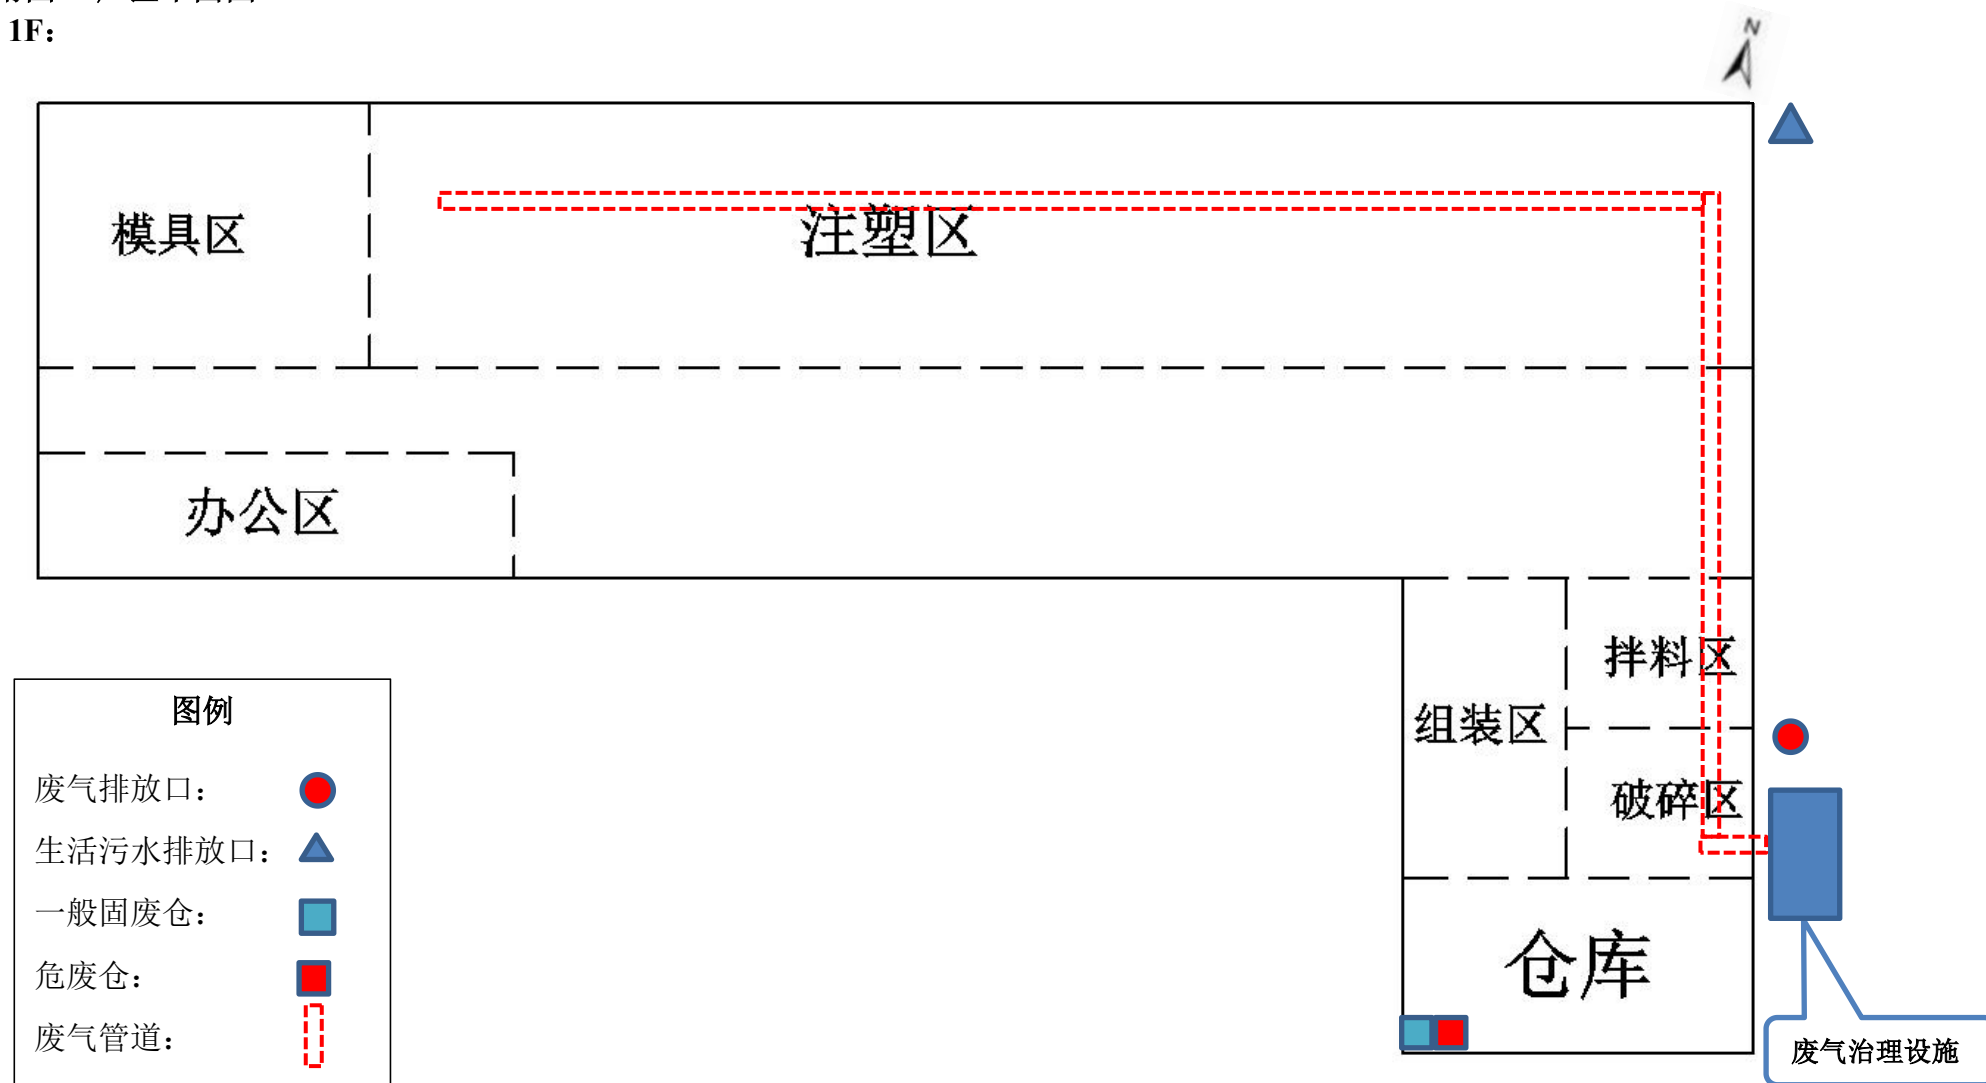 1F：
N
模具区
注塑区
办公区
拌料区
组装区
破碎区
仓库
废气治理设施
图例
废气排放口：
生活污水排放口：
一般固废仓：
危废仓：
废气管道：